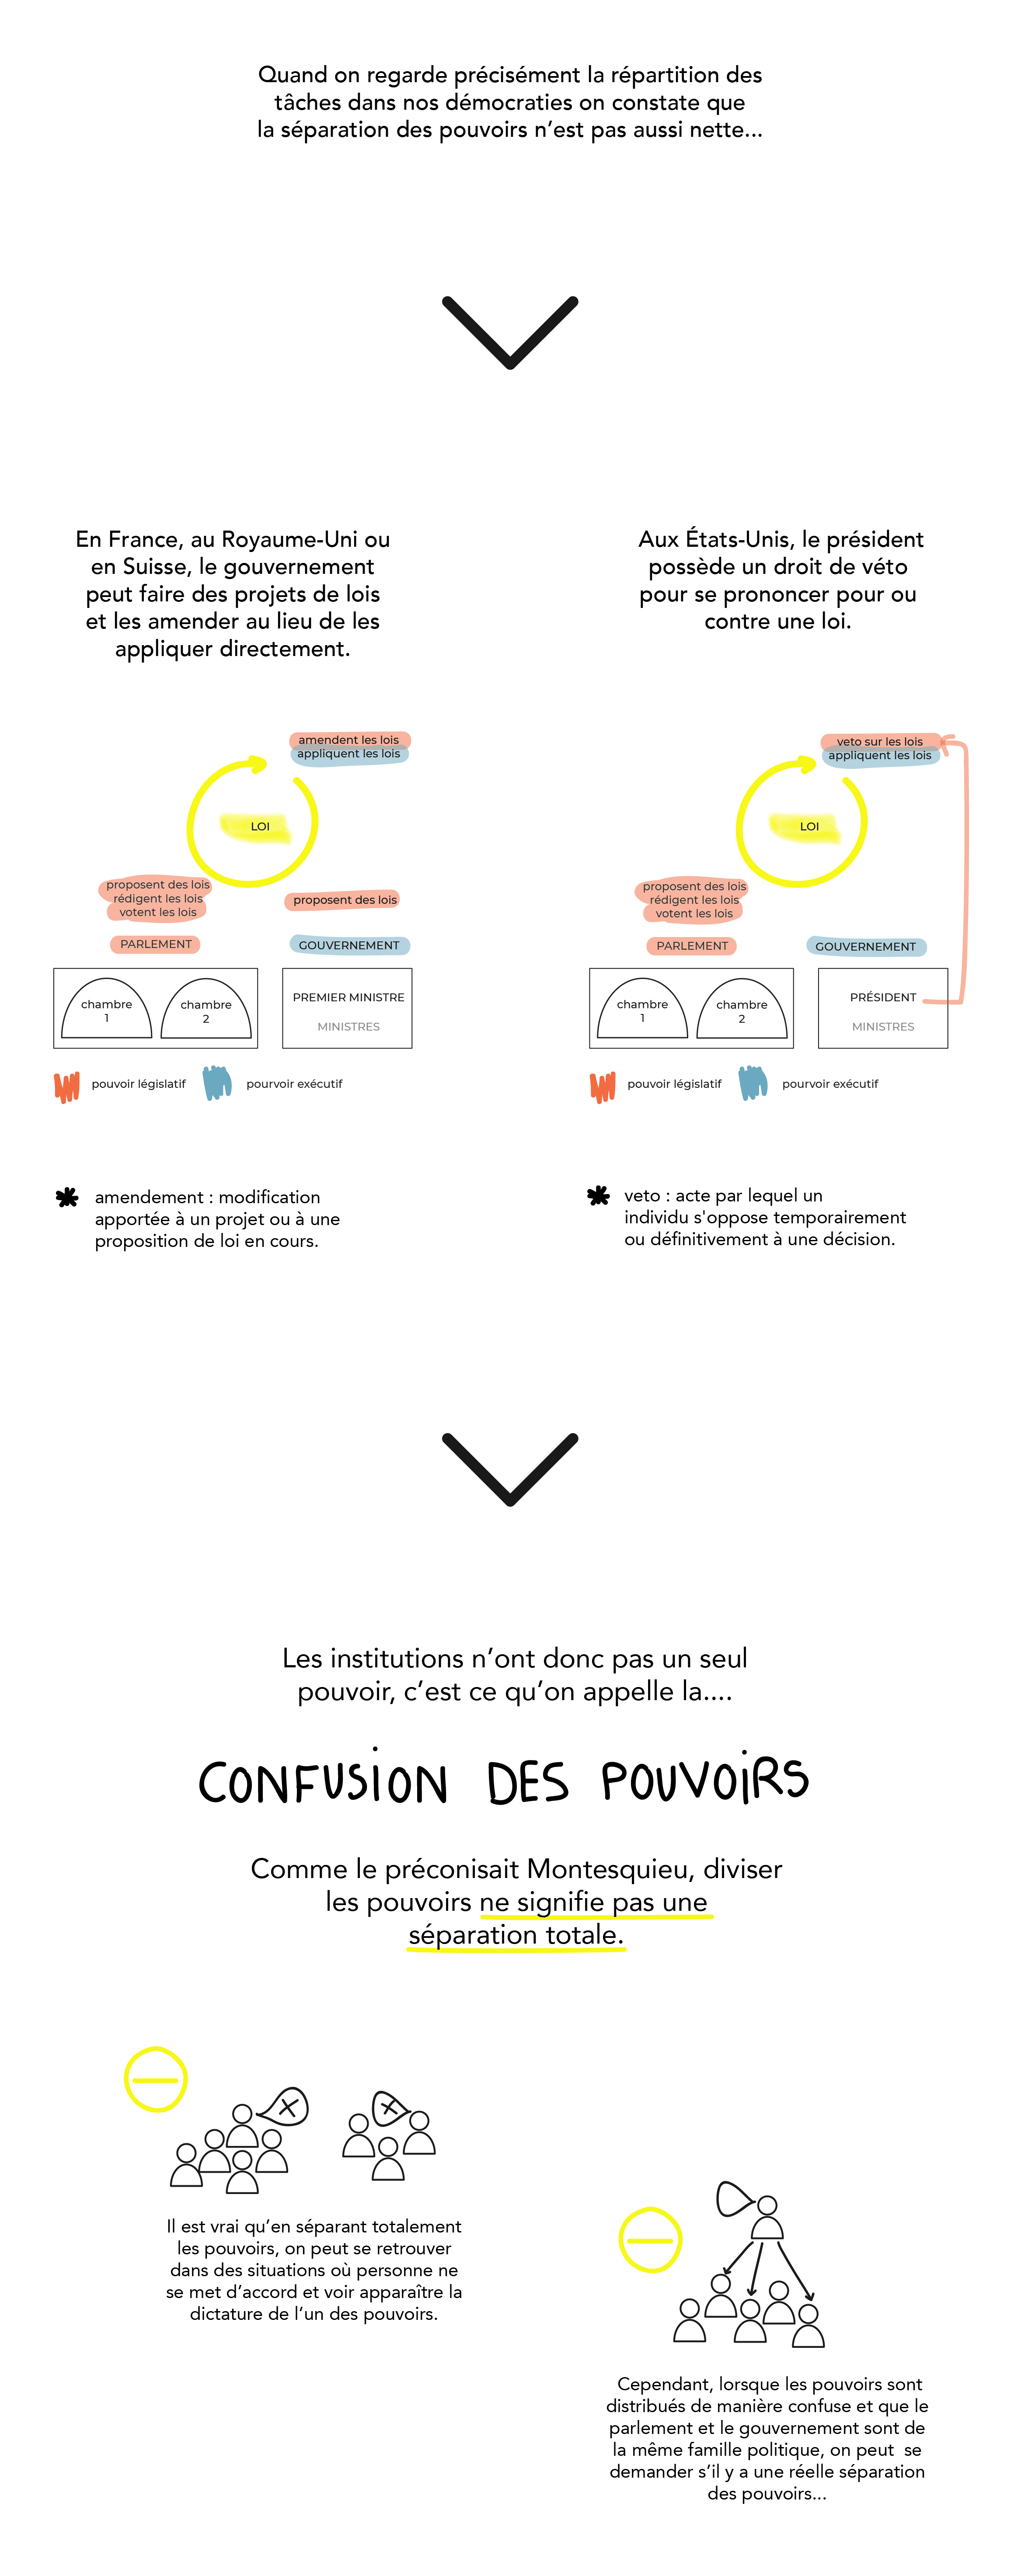 Quand on regarde précisément la répartition des
tâches dans nos démocraties on constate que
la séparation des pouvoirs n’est pas aussi nette...
En France, au Royaume-Uni ou
en Suisse, le gouvernement
peut faire des projets de lois
et les amender au lieu de les
appliquer directement.
amendent les lois
appliquent les lois
LOI
proposent des lois
rédigent les lois
votent les lois
proposent des lois
PARLEMENT
GOUVERNEMENT
chambre
1
chambre
2
PREMIER MINISTRE
MINISTRES
pouvoir législatif
pourvoir exécutif
amendement : modification
apportée à un projet ou à une
proposition de loi en cours.
Aux États-Unis, le président
possède un droit de véto
pour se prononcer pour ou
contre une loi.
veto sur les lois
appliquent les lois
LOI
proposent des lois
rédigent les lois
votent les lois
PARLEMENT
GOUVERNEMENT
chambre
1
chambre
2
PRÉSIDENT
MINISTRES
pouvoir législatif
pourvoir exécutif
veto : acte par lequel un
individu s'oppose temporairement
ou définitivement à une décision.
Les institutions n’ont donc pas un seul
pouvoir, c’est ce qu’on appelle la....
CONFUSION DES POUVOIRS
Comme le préconisait Montesquieu, diviser
les pouvoirs ne signifie pas une
séparation totale.
Il est vrai qu’en séparant totalement
les pouvoirs, on peut se retrouver
dans des situations où personne ne
se met d’accord et voir apparaître la
dictature de l’un des pouvoirs.
Cependant, lorsque les pouvoirs sont
distribués de manière confuse et que le
parlement et le gouvernement sont de
la même famille politique, on peut se
demander s’il y a une réelle séparation
des pouvoirs...